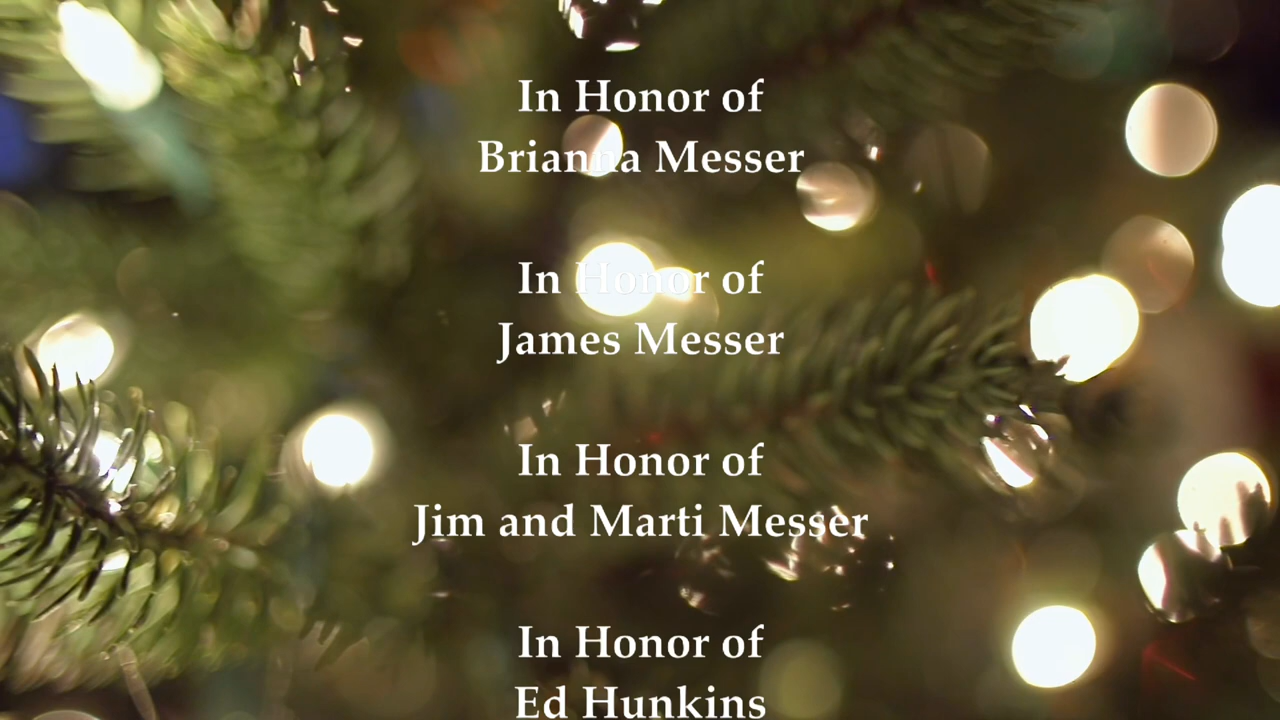 In Honor of
Brianna Messer
In Honor of
James Messer
In Honor of
Jim and Marti Messer
In Honor of
Ed Hunkins